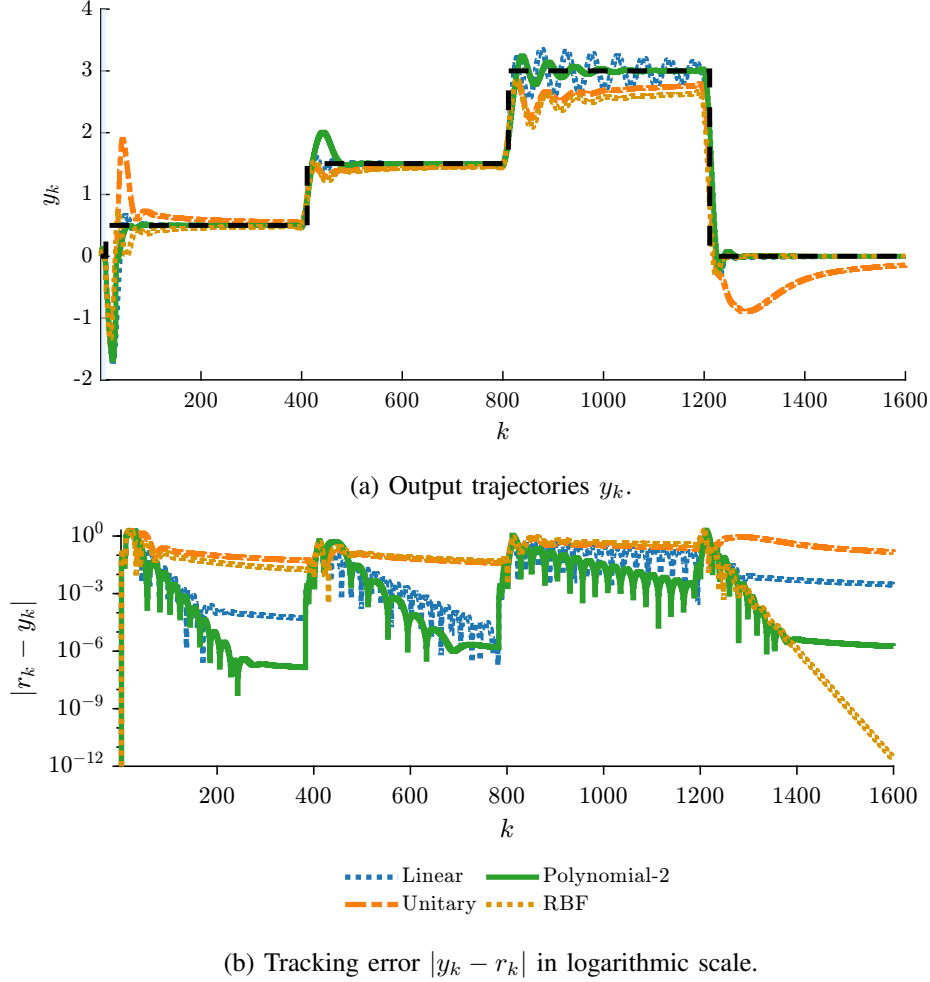 4
3
2
1
0
-1
-2
y_k
200 400 600 800 1000 1200 1400 1600
k
(a) Output trajectories y_k.
10^0
10^{-3}
10^{-6}
10^{-9}
10^{-12}
|r_k − y_k|
200 400 600 800 1000 1200 1400 1600
k
Linear Polynomial-2
Unitary RBF
(b) Tracking error |y_k − r_k| in logarithmic scale.